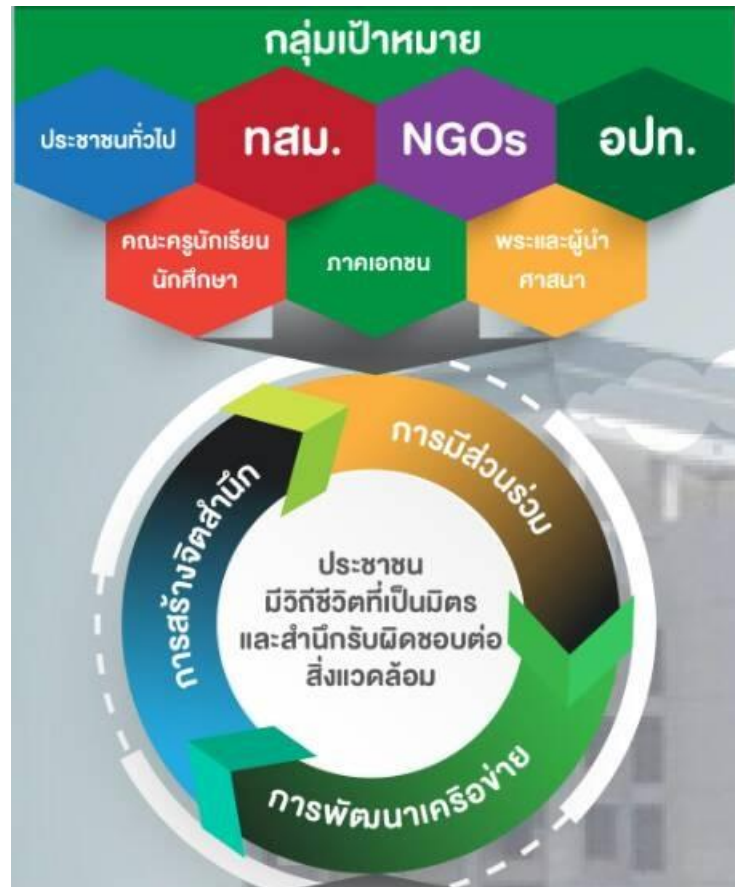 กลุ่มเป้าหมาย
ประชาชนทั่วไป
ทสม.
NGOs
อปท.
คณะครูนักเรียน
นักศึกษา
ภาคเอกชน
พระและผู้นำ
ศาสนา
การมีส่วนร่วม
การสร้างจิตสำนึก
ประชาชน
มีวิถีชีวิตที่เป็นมิตร
และสำนึกรับผิดชอบต่อ
สิ่งแวดล้อม
การพัฒนาเครือข่าย